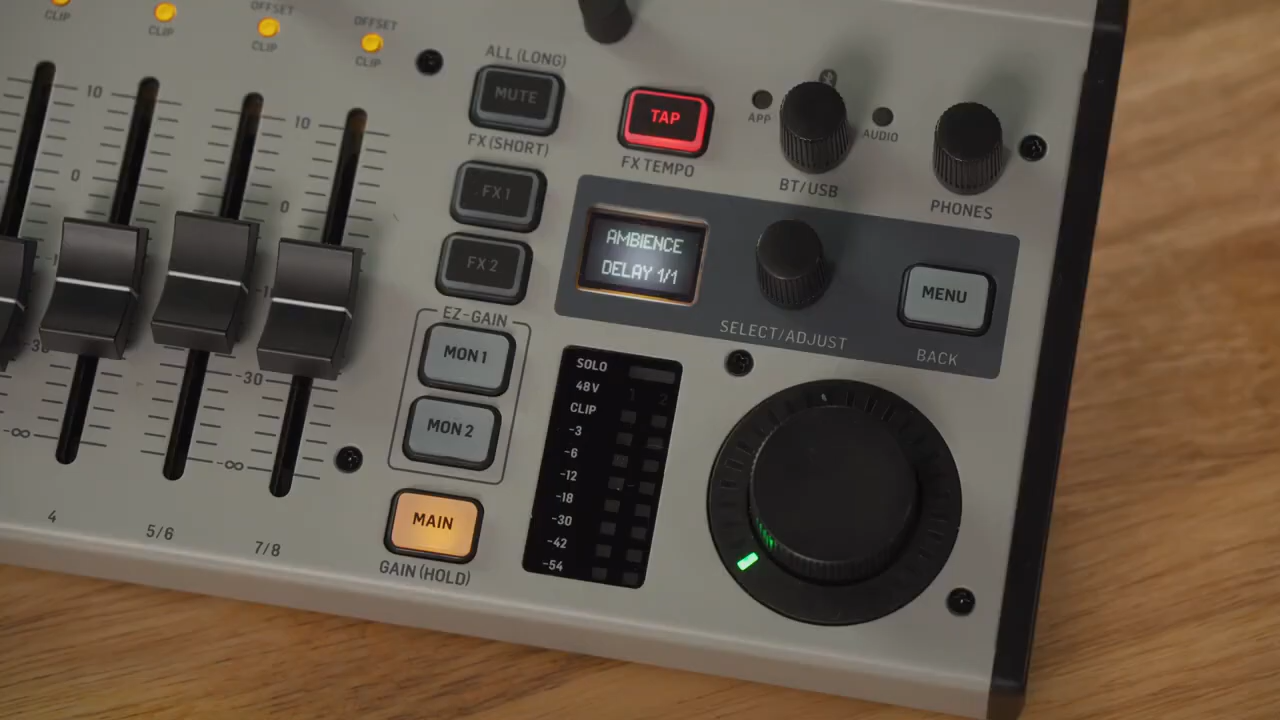 CLIP
CLIP
OFFSET
CLIP
OFFSET
CLIP
10
0
-30
-∞
10
0
-30
-∞
4
5/6
7/8
ALL (LONG)
MUTE
FX (SHORT)
FX 1
FX 2
EZ-GAIN
MON 1
MON 2
MAIN
GAIN (HOLD)
TAP
FX TEMPO
APP
AUDIO
BT/USB
PHONES
AMBIENCE
DELAY 1/1
SELECT/ADJUST
MENU
BACK
SOLO
48V
1 2
CLIP
-3
-6
-12
-18
-30
-42
-54